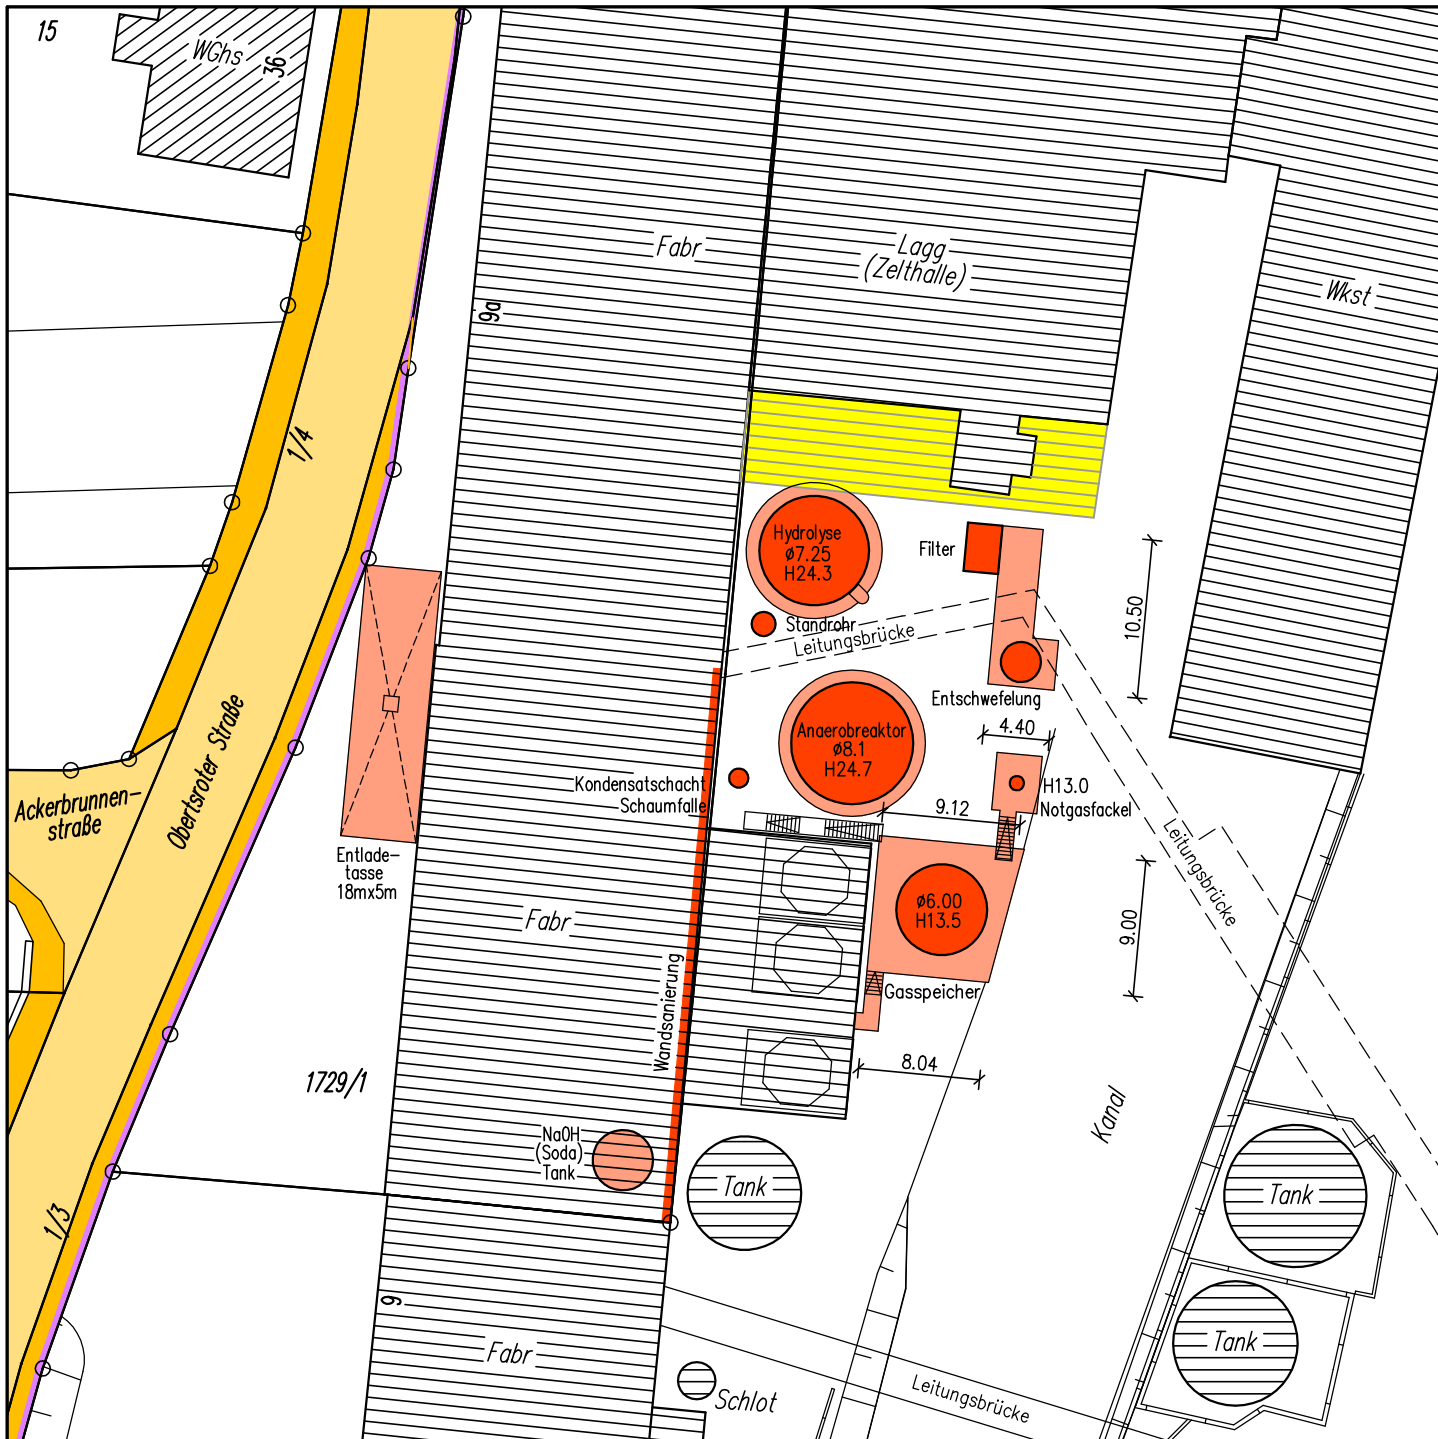 15
WGhs
36
Fabr
Lagg
(Zelthalle)
Wkst
9a
1/4
Hydrolyse
ø7.25
H24.3
Filter
Standrohr
Leitungsbrücke
10.50
Entschwefelung
4.40
Anaerobreaktor
ø8.1
H24.7
Kondensatschacht
Schaumfalle
H13.0
Notgasfackel
9.12
Obertsroter Straße
Ackerbrunnen-
straße
Entlade-
tasse
18mx5m
Leitungsbrücke
ø6.00
H13.5
9.00
Fabr
Wandsanierung
Gasspeicher
8.04
1729/1
Kanal
NaOH
(Soda)
Tank
Tank
Tank
1/3
9
Fabr
Tank
Schlot
Leitungsbrücke